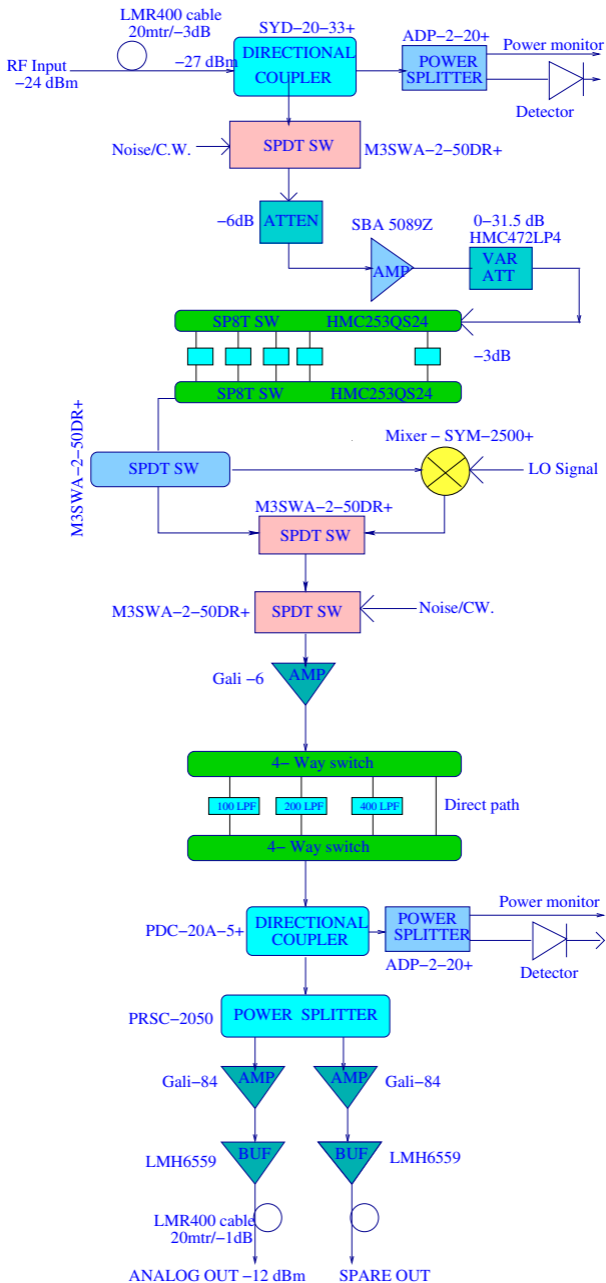 LMR400 cable
20mtr/−3dB
SYD−20−33+
ADP−2−20+
RF Input
−24 dBm
−27 dBm
DIRECTIONAL
COUPLER
POWER
SPLITTER
Power monitor
Detector
Noise/C.W.
SPDT SW
M3SWA−2−50DR+
−6dB
ATTEN
SBA 5089Z
AMP
0−31.5 dB
HMC472LP4
VAR
ATT
SP8T SW HMC253QS24
−3dB
SP8T SW HMC253QS24
M3SWA−2−50DR+
SPDT SW
Mixer − SYM−2500+
LO Signal
M3SWA−2−50DR+
SPDT SW
M3SWA−2−50DR+
SPDT SW
Noise/CW.
Gali −6
AMP
4− Way switch
100 LPF
200 LPF
400 LPF
Direct path
4− Way switch
PDC−20A−5+
DIRECTIONAL
COUPLER
POWER
SPLITTER
ADP−2−20+
Power monitor
Detector
PRSC−2050
POWER SPLITTER
Gali−84
AMP
AMP
Gali−84
LMH6559
BUF
BUF
LMH6559
LMR400 cable
20mtr/−1dB
ANALOG OUT −12 dBm
SPARE OUT